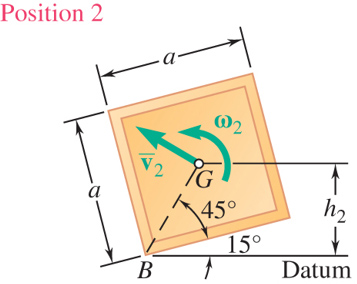 Position 2
a
ω₂
v̅₂
G
a
45°
h₂
15°
B
Datum